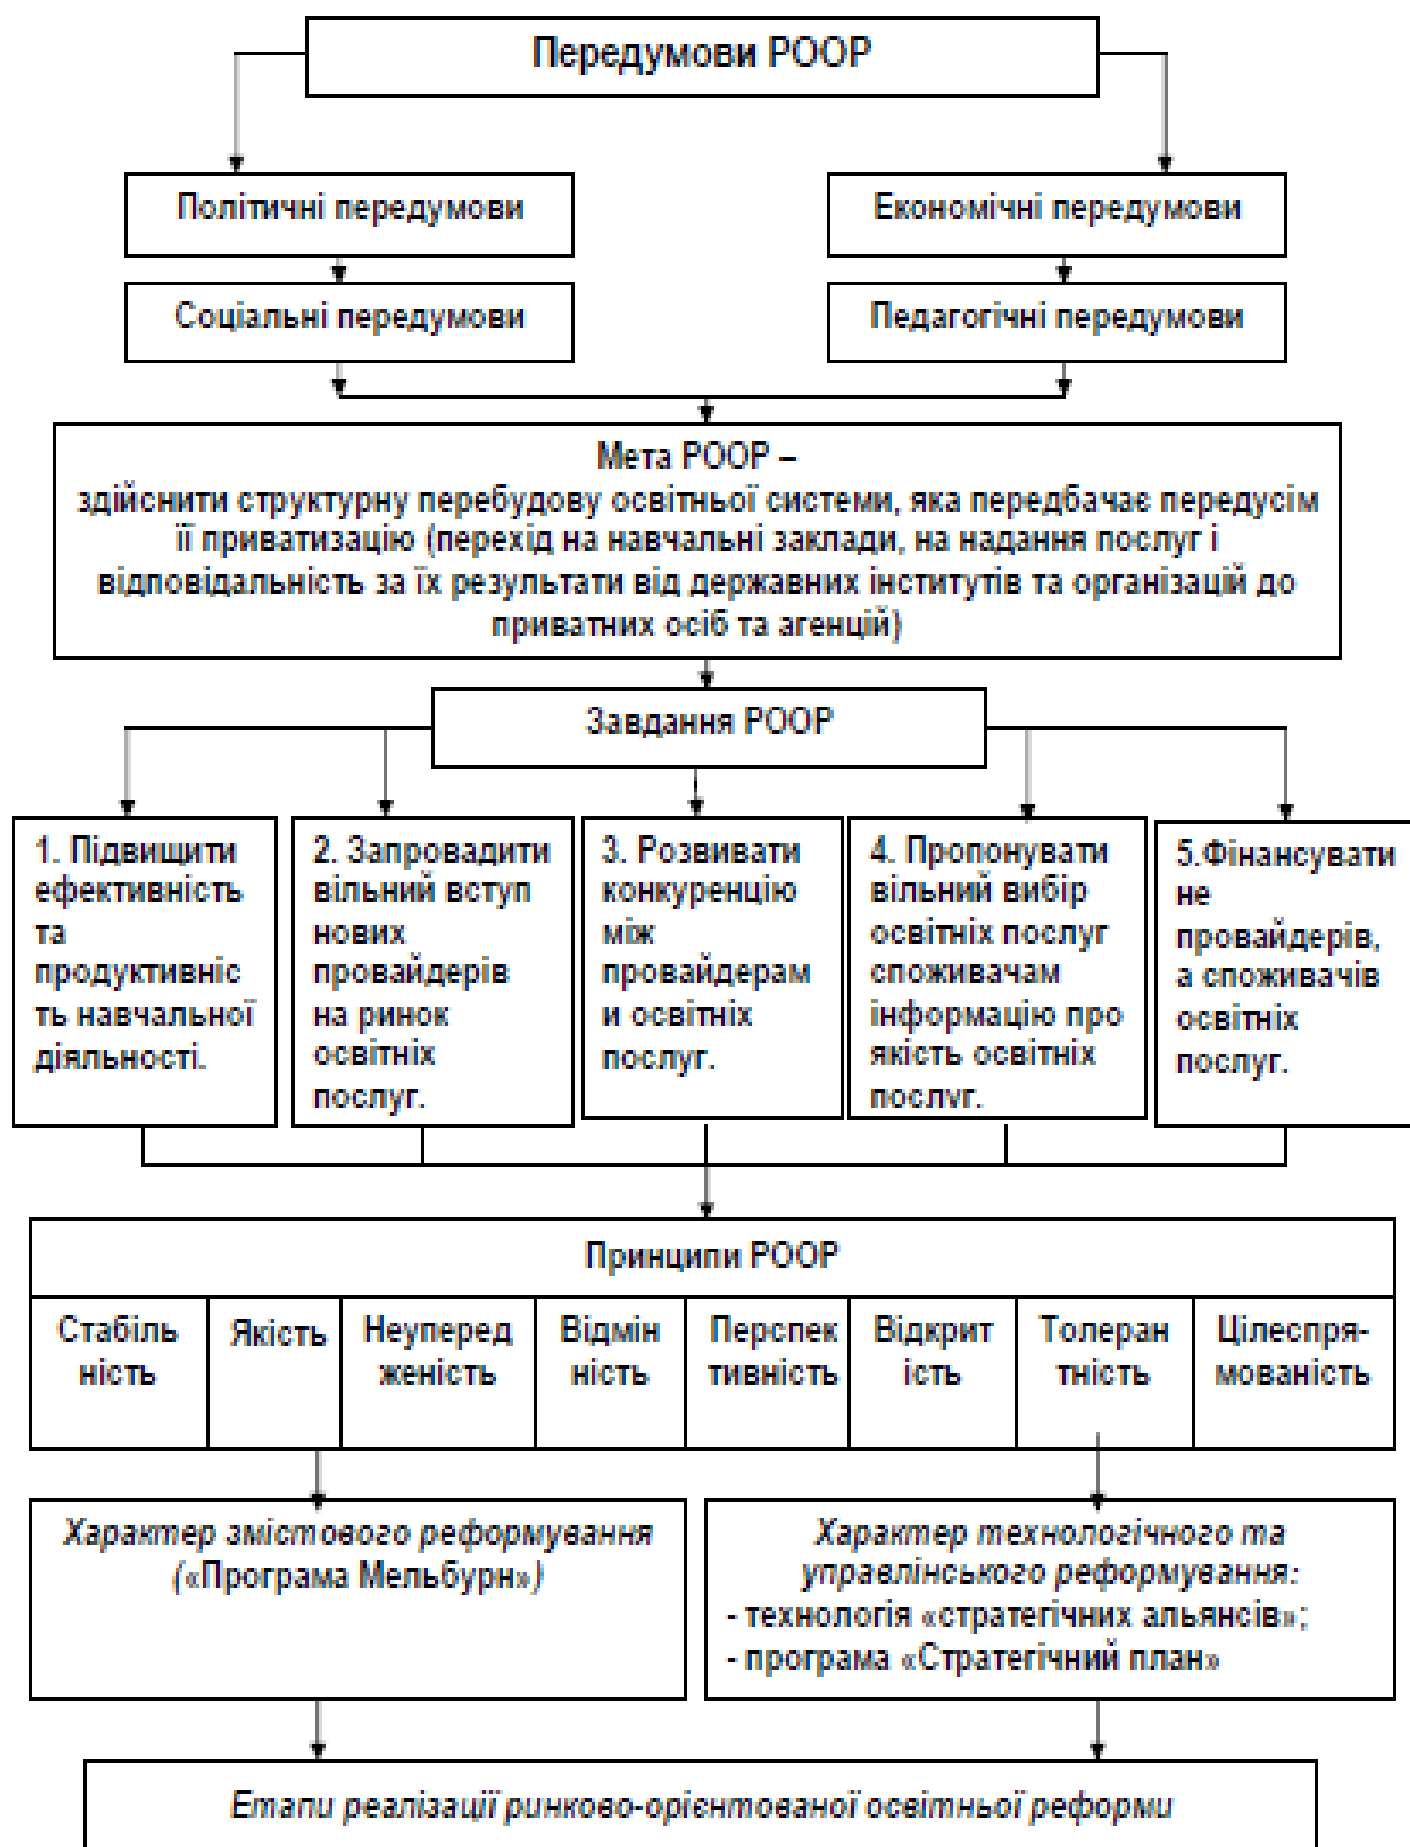 Передумови РООР
Політичні передумови
Економічні передумови
Соціальні передумови
Педагогічні передумови
Мета РООР –
здійснити структурну перебудову освітньої системи, яка передбачає передусім
її приватизацію (перехід на навчальні заклади, на надання послуг і
відповідальність за їх результати від державних інститутів та організацій до
приватних осіб та агенцій)
Завдання РООР
1. Підвищити
ефективність
та
продуктивніс
ть навчальної
діяльності.
2. Запровадити
вільний вступ
нових
провайдерів
на ринок
освітніх
послуг.
3. Розвивати
конкуренцію
між
провайдерам
и освітніх
послуг.
4. Пропонувати
вільний вибір
освітніх послуг
споживачам
інформацію про
якість освітніх
послуг.
5.Фінансувати
не
провайдерів,
а споживачів
освітніх
послуг.
Принципи РООР
Стабіль
ність
Якість
Неуперед
женість
Відмін
ність
Перспек
тивність
Відкрит
ість
Толеран
тність
Цілеспря-
мованість
Характер змістового реформування
(«Програма Мельбурн»)
Характер технологічного та
управлінського реформування:
- технологія «стратегічних альянсів»;
- програма «Стратегічний план»
Етапи реалізації ринково-орієнтованої освітньої реформи